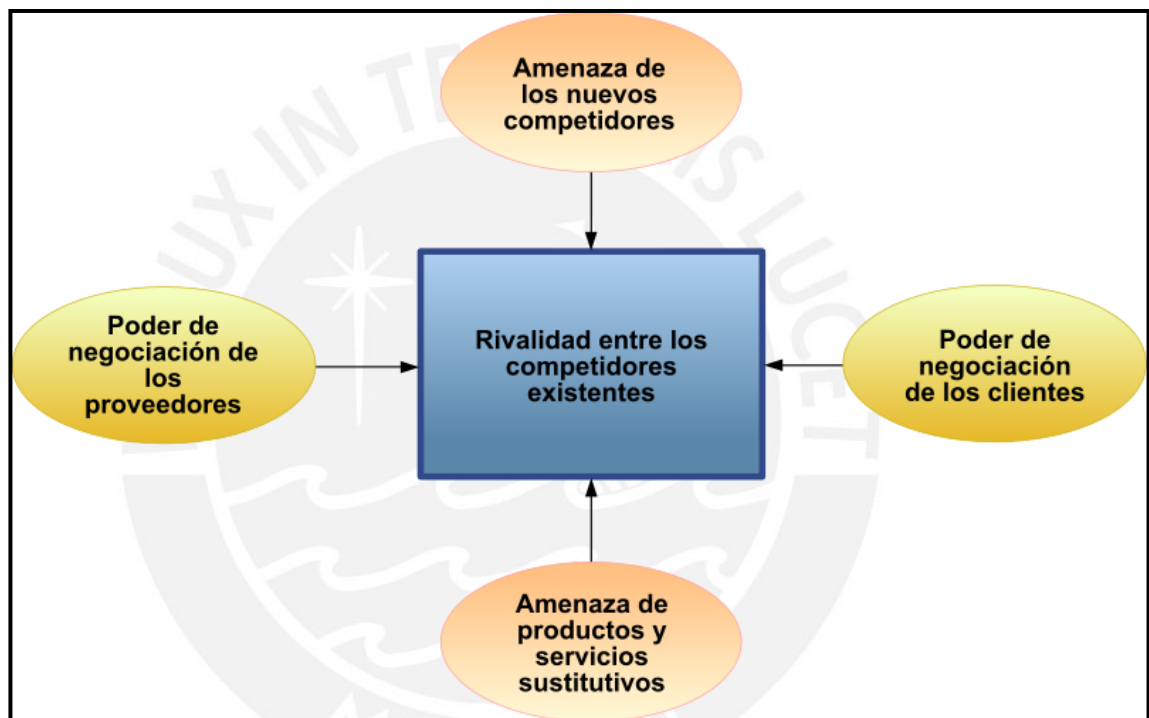 Amenaza de
los nuevos
competidores
Poder de
negociación de
los
proveedores
Rivalidad entre los
competidores
existentes
Poder de
negociación
de los clientes
Amenaza de
productos y
servicios
sustitutivos
LUCET